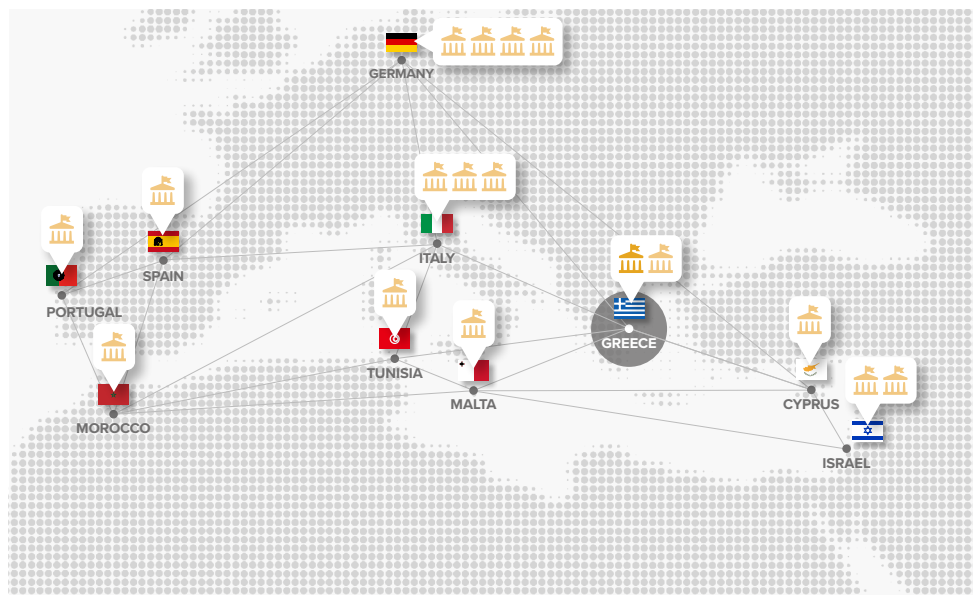 GERMANY
ITALY
SPAIN
PORTUGAL
GREECE
TUNISIA
MALTA
CYPRUS
MOROCCO
ISRAEL